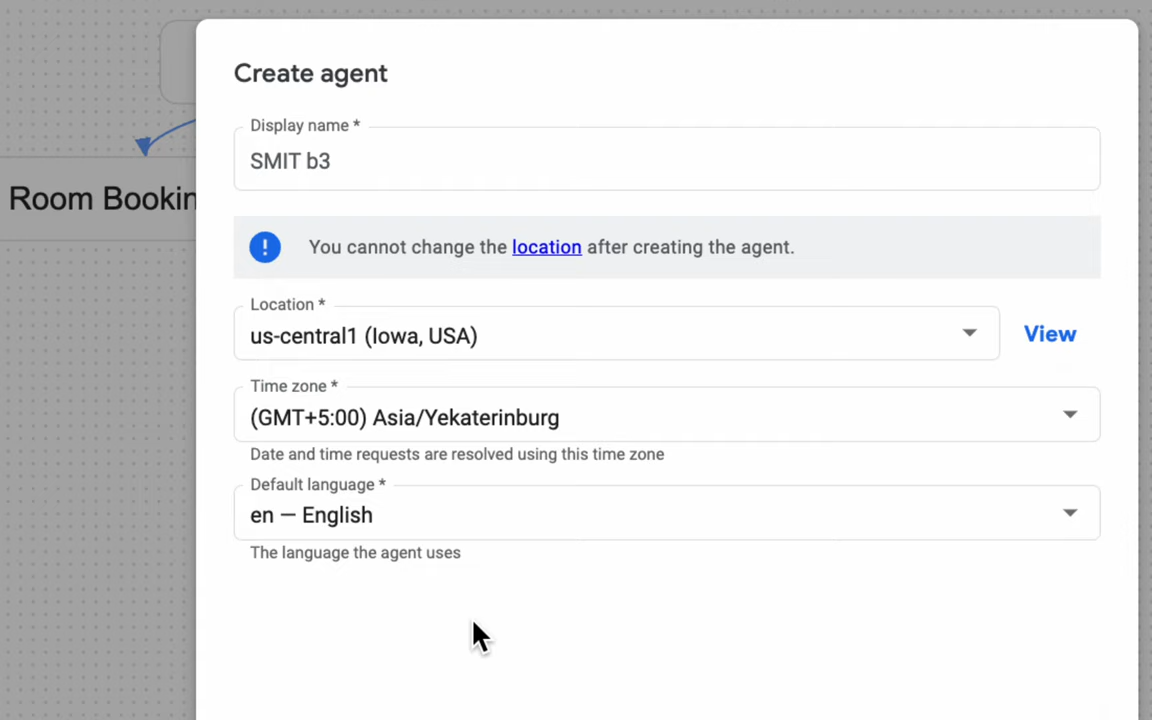 Create agent
Display name *
SMIT b3
You cannot change the location after creating the agent.
Location *
us-central1 (Iowa, USA)
View
Time zone *
(GMT+5:00) Asia/Yekaterinburg
Date and time requests are resolved using this time zone
Default language *
en — English
The language the agent uses
Room Bookin